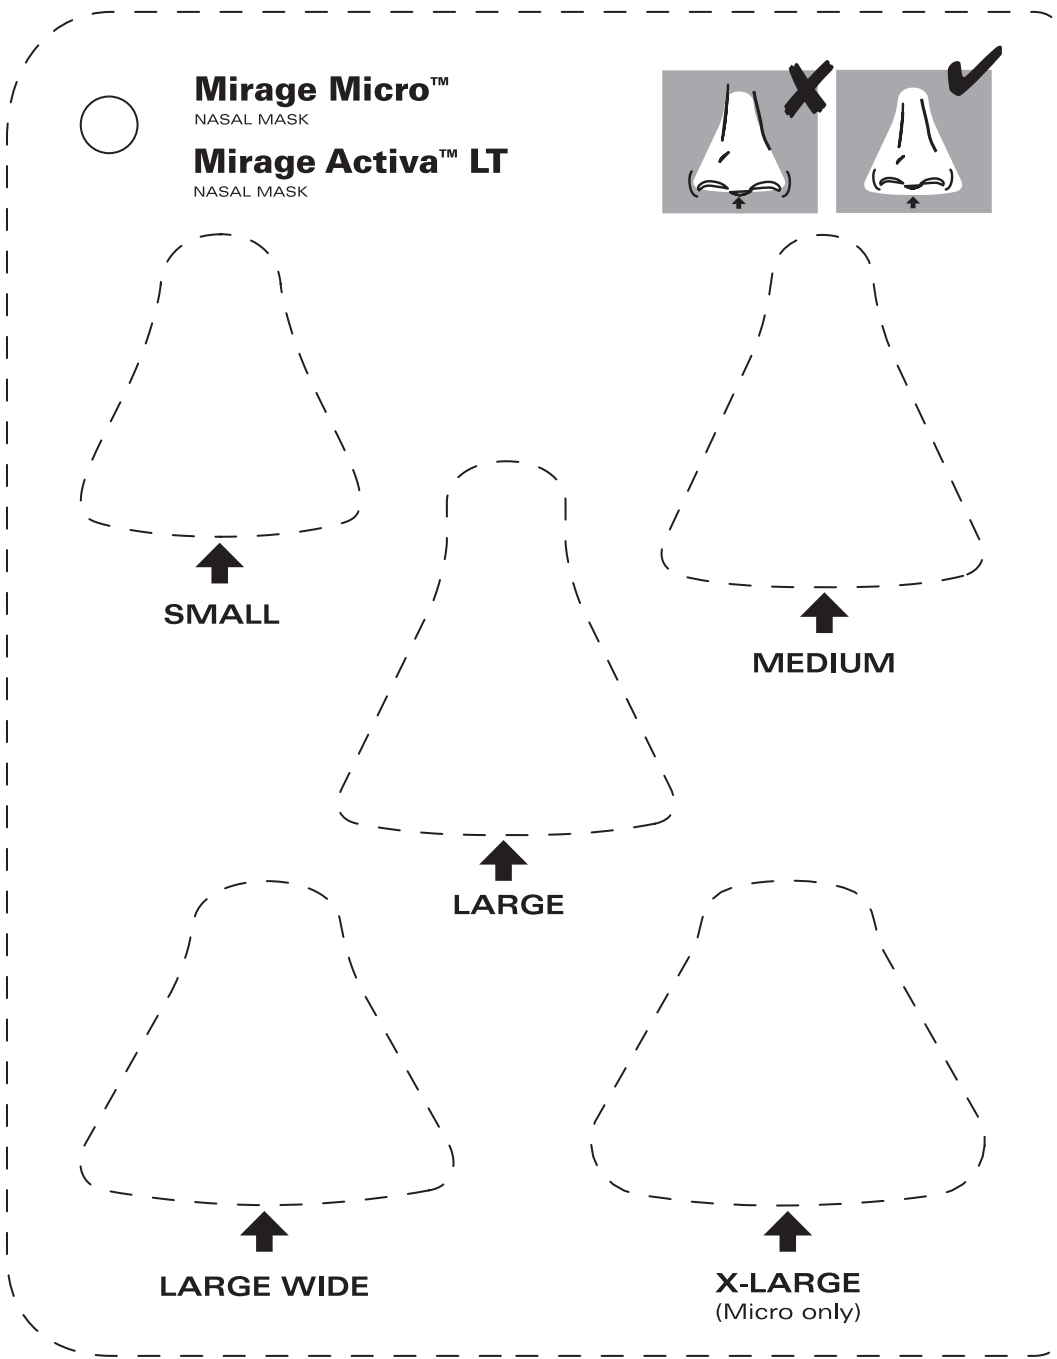 Mirage Micro™
NASAL MASK
Mirage Activa™ LT
NASAL MASK
SMALL
MEDIUM
LARGE
LARGE WIDE
X-LARGE
(Micro only)